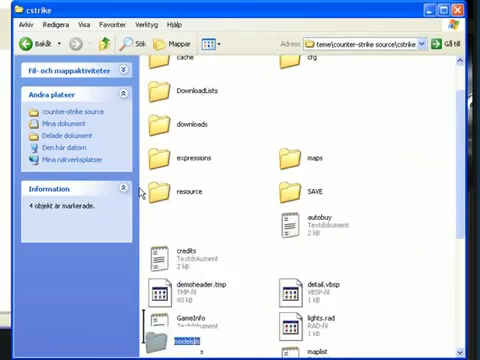 cstrike
Arkiv Redigera Visa Favoriter Verktyg Hjälp
Bakåt Sök Mappar Adress teme\counter-strike source\cstrike Gå till
Fil- och mappaktiviteter
Andra platser
counter-strike source
Mina dokument
Delade dokument
Den här datorn
Mina nätverksplatser
Information
4 objekt är markerade.
cache cfg
DownloadLists
downloads
expressions maps
resource SAVE
autobuy
Textdokument
2 kB
credits
Textdokument
2 kB
demoheader.tmp
TMP-fil
90 kB
detail.vbsp
VBSP-fil
1 kB
GameInfo
Textdokument
lights.rad
RAD-fil
1 kB
maplist